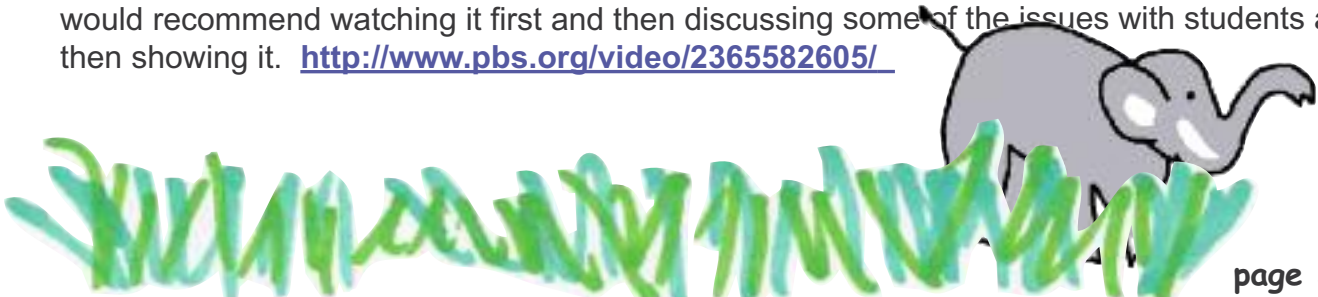 would recommend watching it first and then discussing some of the issues with students
then showing it. http://www.pbs.org/video/2365582605/
page